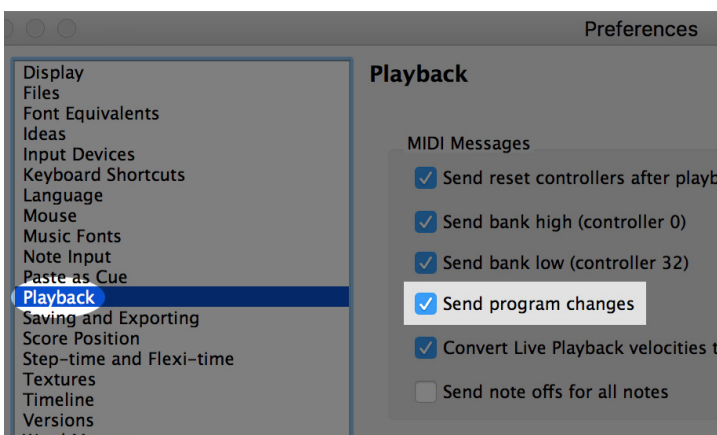 Preferences
Display
Files
Font Equivalents
Ideas
Input Devices
Keyboard Shortcuts
Language
Mouse
Music Fonts
Note Input
Paste as Cue
Playback
Saving and Exporting
Score Position
Step-time and Flexi-time
Textures
Timeline
Versions
Playback
MIDI Messages
Send reset controllers after
Send bank high (controller 0)
Send bank low (controller 32)
Send program changes
Convert Live Playback velocities
Send note offs for all notes